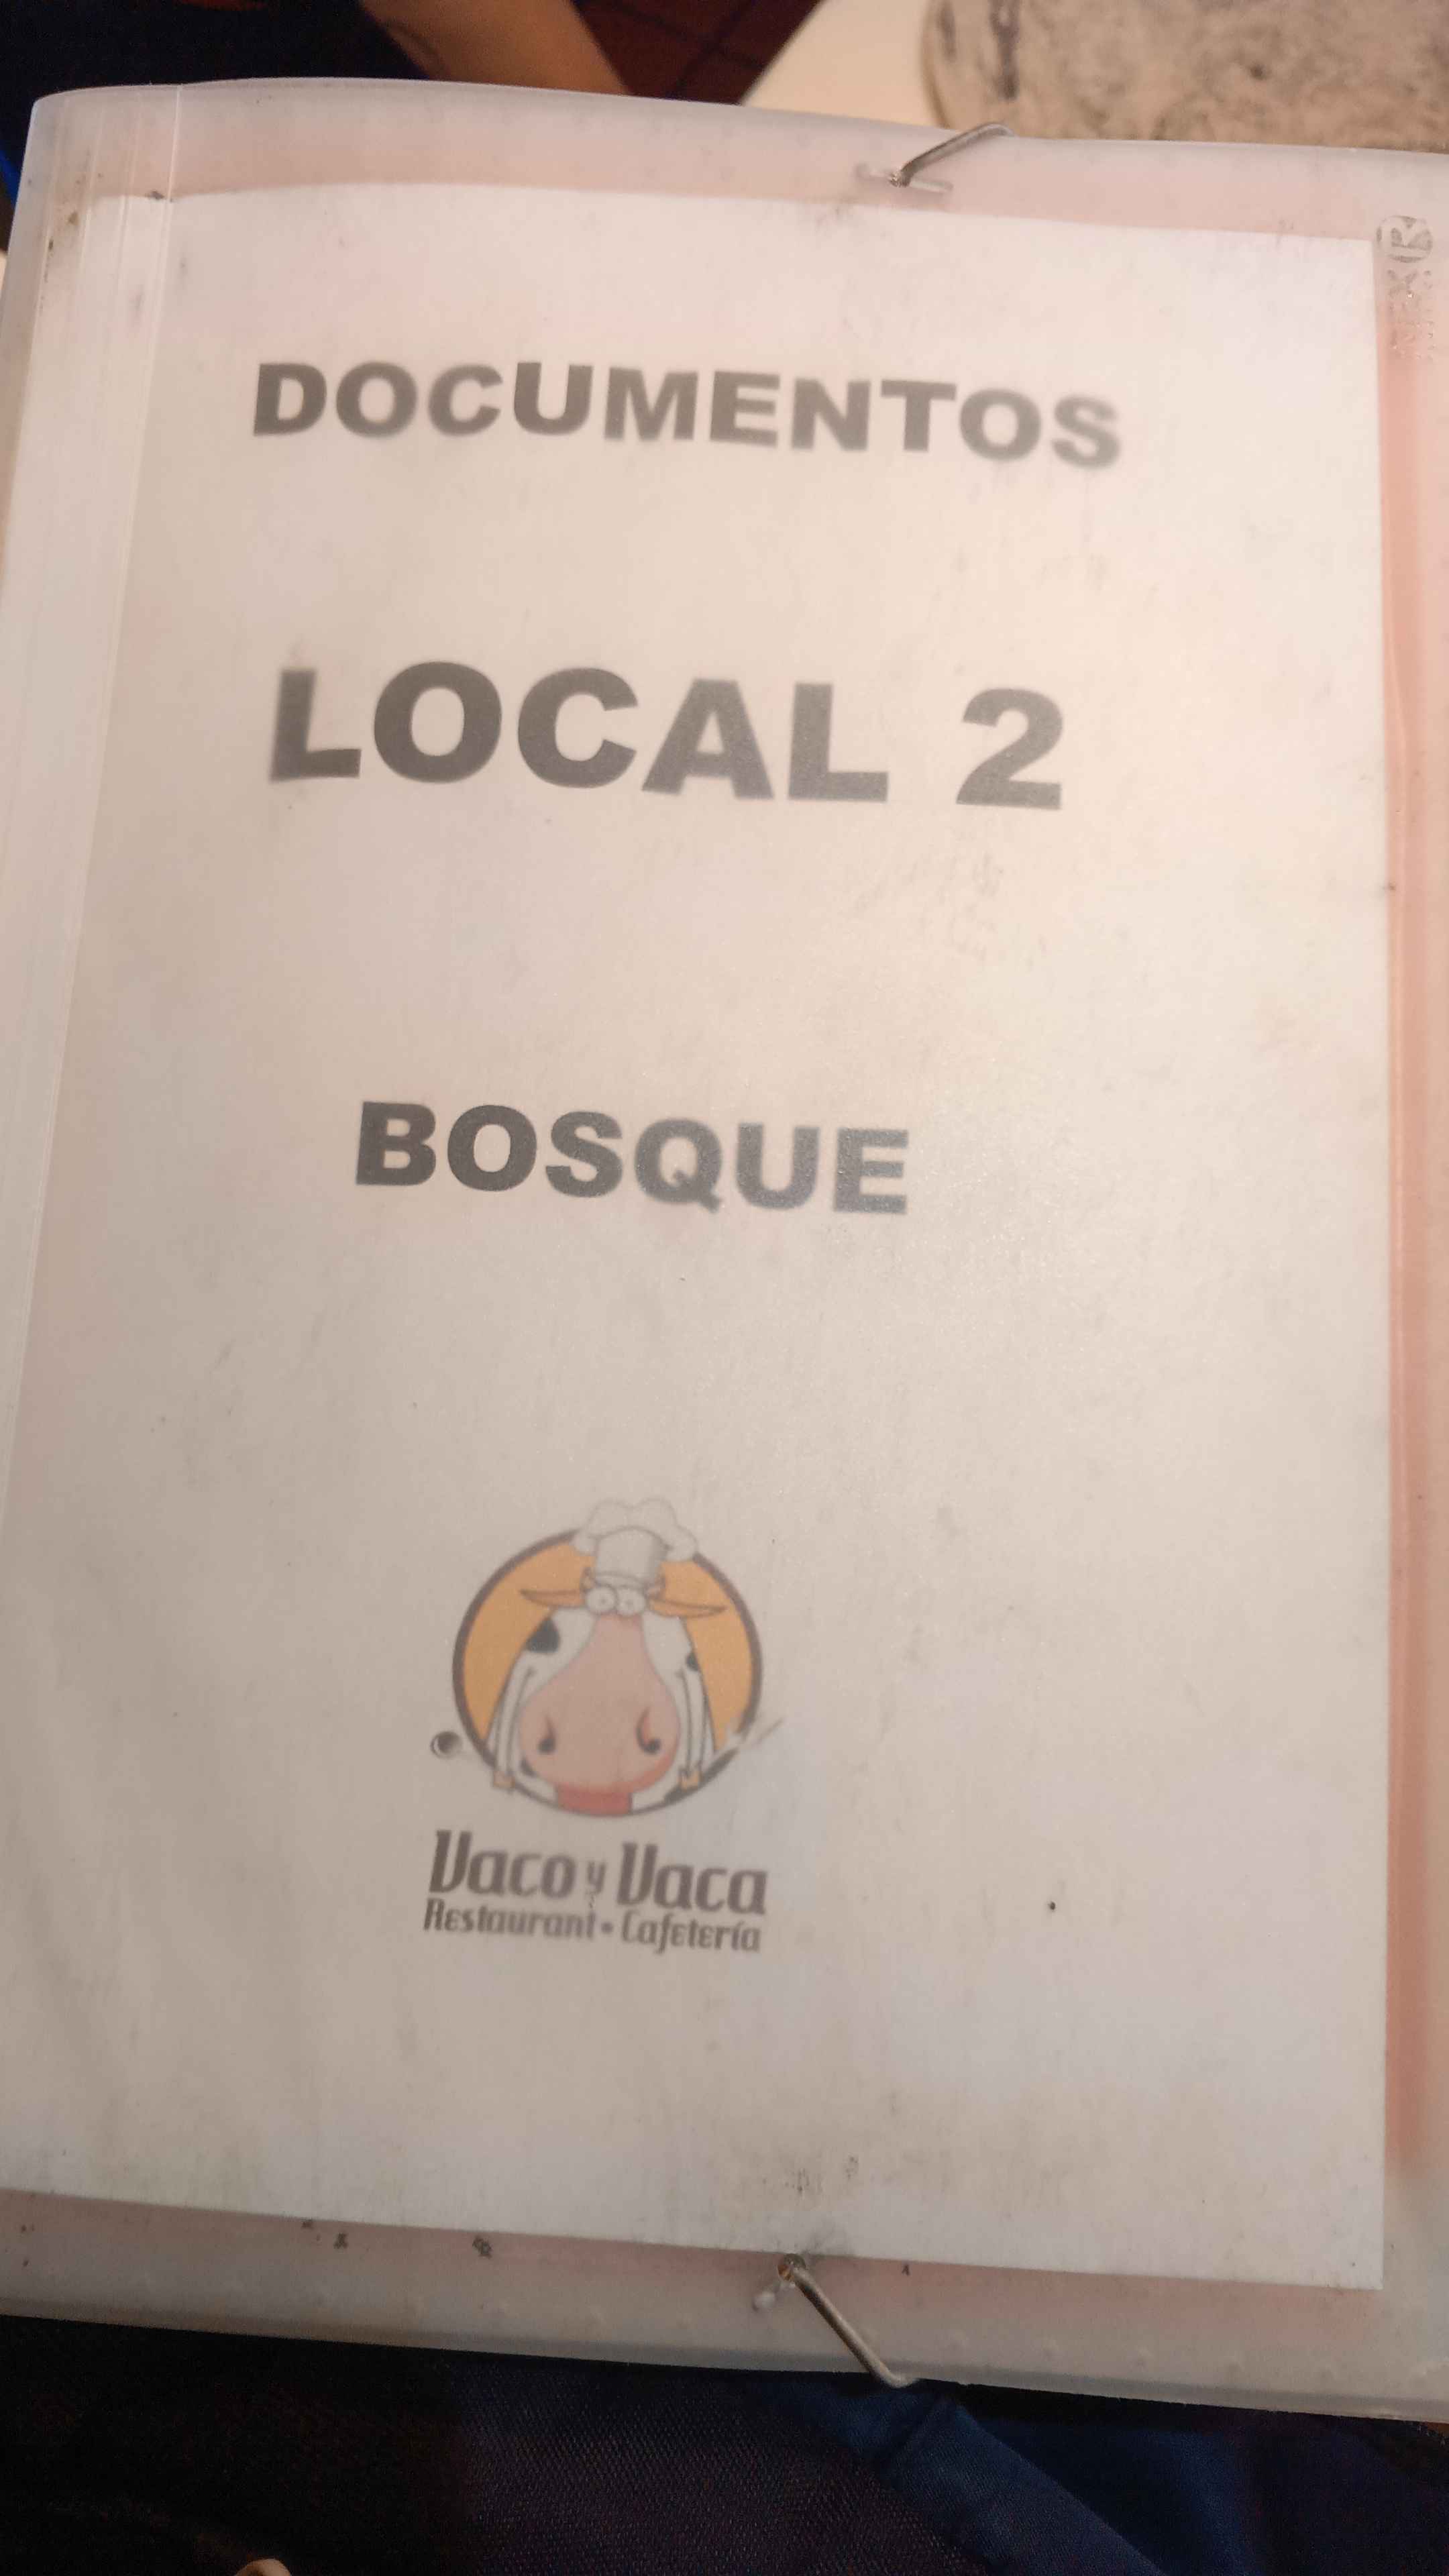 DOCUMENTOS
LOCAL 2
BOSQUE
Vaco y Vaca
Restaurant • Cafetería